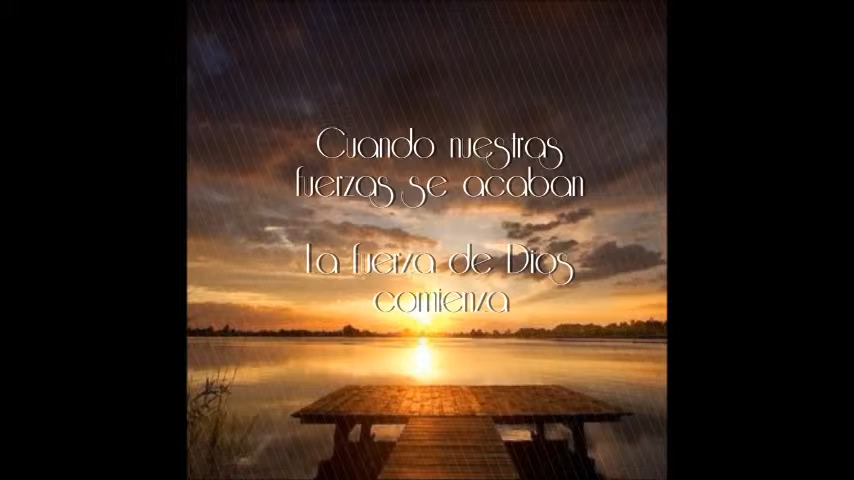 Cuando nuestras
fuerzas se acaban
La fuerza de Dios
comienza